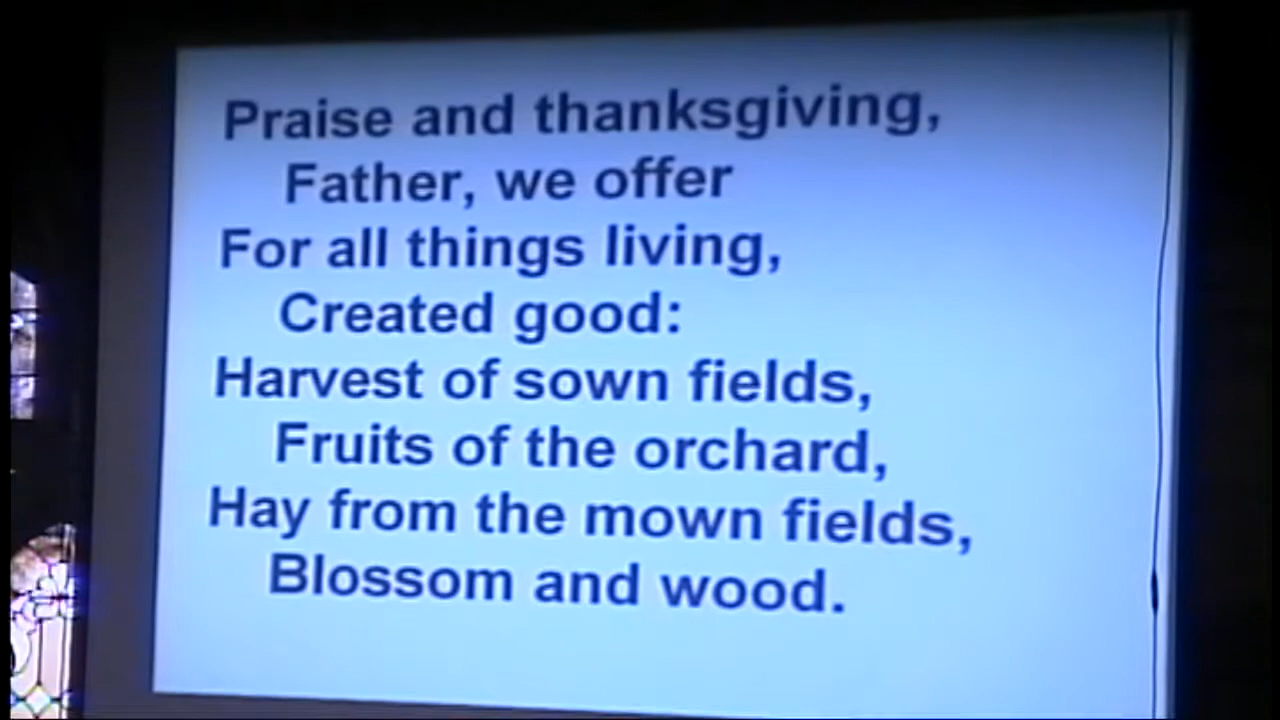 Praise and thanksgiving,
Father, we offer
For all things living,
Created good:
Harvest of sown fields,
Fruits of the orchard,
Hay from the mown fields,
Blossom and wood.